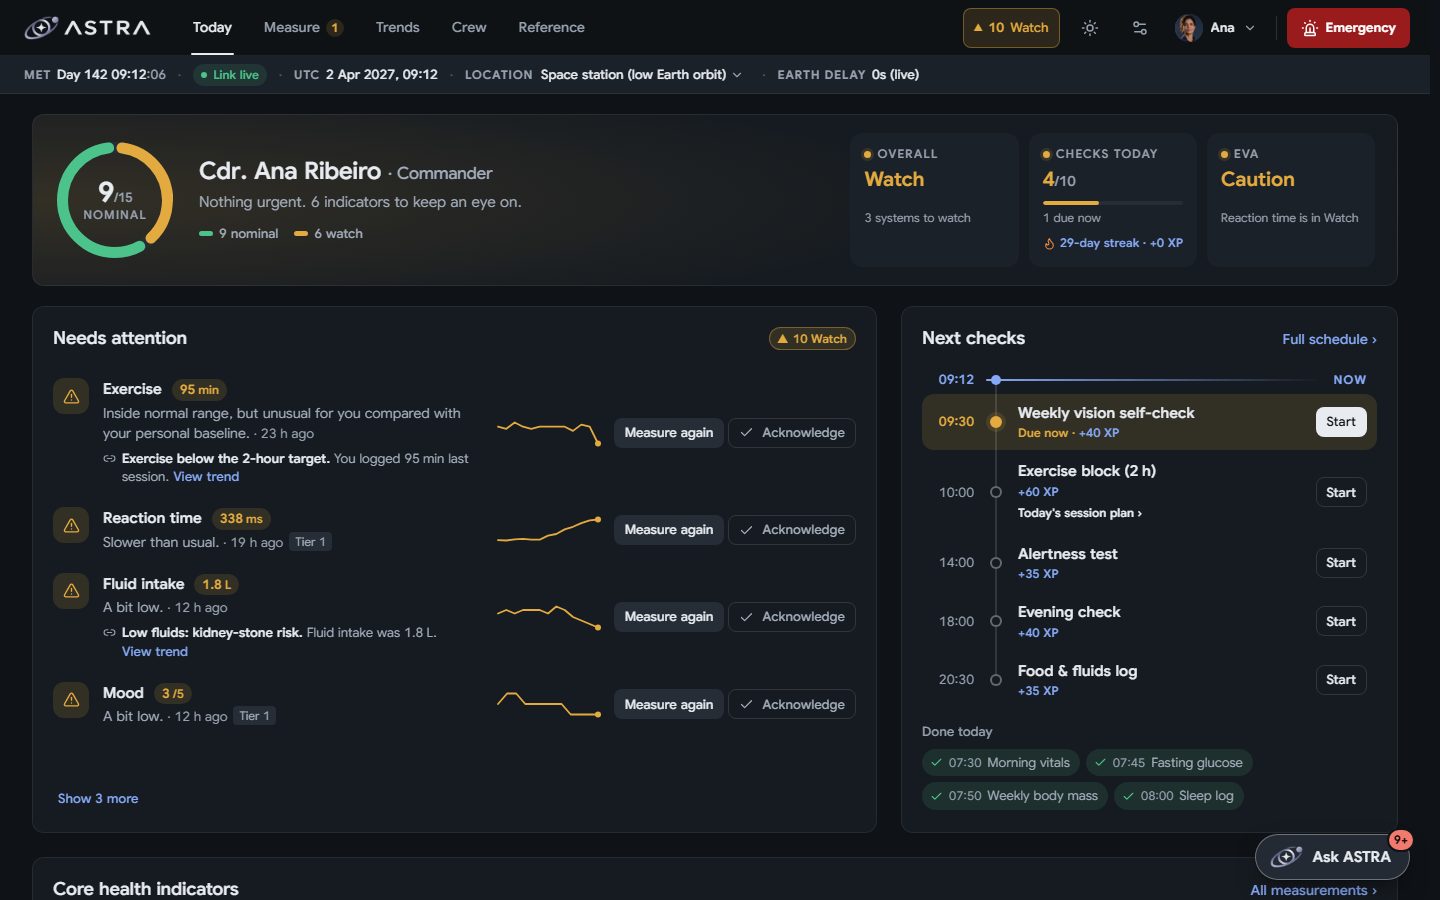 ASTRA
Today
Measure 1
Trends
Crew
Reference
10 Watch
Ana
Emergency
MET Day 142 09:12:06 · Link live · UTC 2 Apr 2027, 09:12 · LOCATION Space station (low Earth orbit) · EARTH DELAY 0s (live)
9/15
NOMINAL
Cdr. Ana Ribeiro · Commander
Nothing urgent. 6 indicators to keep an eye on.
9 nominal 6 watch
OVERALL
Watch
3 systems to watch
CHECKS TODAY
4/10
1 due now
29-day streak · +0 XP
EVA
Caution
Reaction time is in Watch
Needs attention
10 Watch
Exercise 95 min
Inside normal range, but unusual for you compared with
your personal baseline. · 23 h ago
Exercise below the 2-hour target. You logged 95 min last
session. View trend
Measure again
Acknowledge
Reaction time 338 ms
Slower than usual. · 19 h ago Tier 1
Measure again
Acknowledge
Fluid intake 1.8 L
A bit low. · 12 h ago
Low fluids: kidney-stone risk. Fluid intake was 1.8 L.
View trend
Measure again
Acknowledge
Mood 3 /5
A bit low. · 12 h ago Tier 1
Measure again
Acknowledge
Show 3 more
Next checks
Full schedule ›
09:12 NOW
09:30 Weekly vision self-check
Due now · +40 XP
Start
10:00 Exercise block (2 h)
+60 XP
Today's session plan ›
Start
14:00 Alertness test
+35 XP
Start
18:00 Evening check
+40 XP
Start
20:30 Food & fluids log
+35 XP
Start
Done today
07:30 Morning vitals
07:45 Fasting glucose
07:50 Weekly body mass
08:00 Sleep log
9+
Ask ASTRA
Core health indicators
All measurements ›